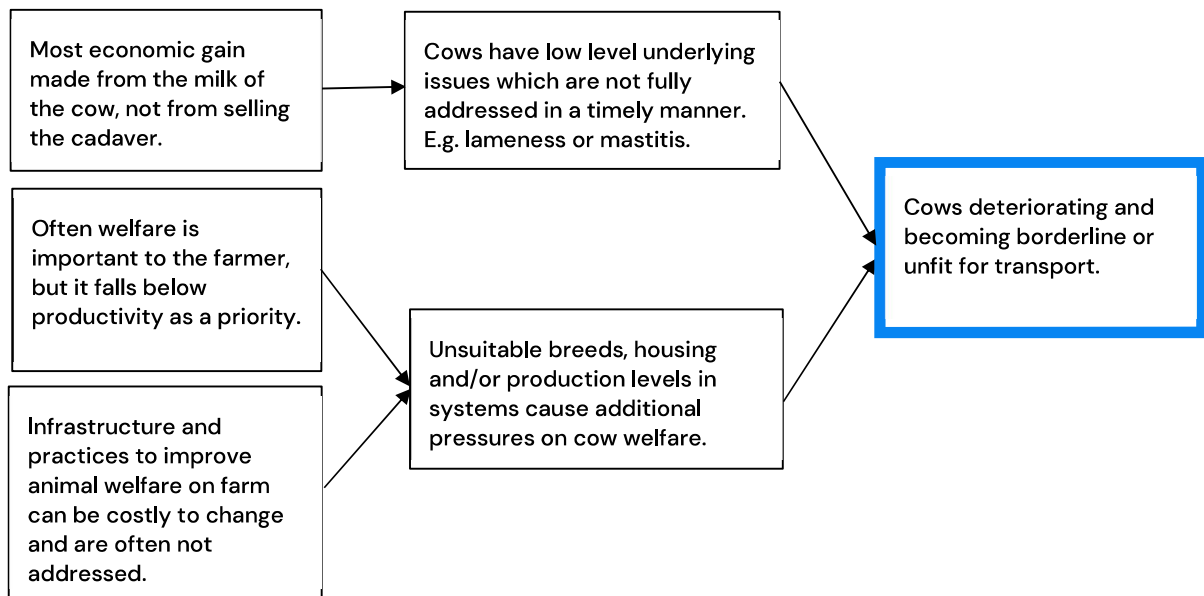 Most economic gain
made from the milk of
the cow, not from selling
the cadaver.
Cows have low level underlying
issues which are not fully
addressed in a timely manner.
E.g. lameness or mastitis.
Often welfare is
important to the farmer,
but it falls below
productivity as a priority.
Cows deteriorating and
becoming borderline or
unfit for transport.
Unsuitable breeds, housing
and/or production levels in
systems cause additional
pressures on cow welfare.
Infrastructure and
practices to improve
animal welfare on farm
can be costly to change
and are often not
addressed.